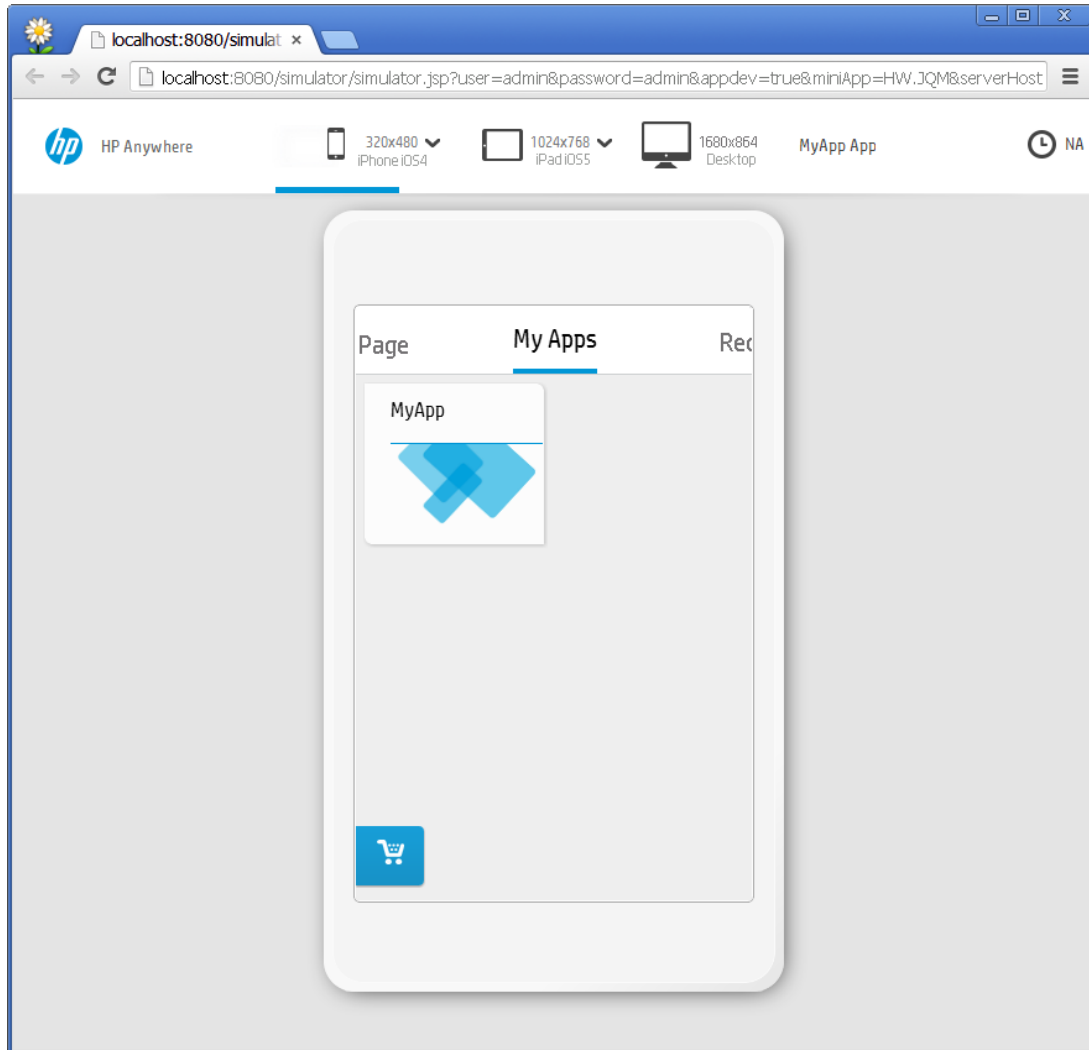 localhost:8080/simulat
localhost:8080/simulator/simulator.jsp?user=admin&password=admin&appdev=true&miniApp=HW.JQM&serverHost
hp
HP Anywhere
320x480
iPhone iOS4
1024x768
iPad iOS5
1680x864
Desktop
MyApp App
NA
Page
My Apps
Rec
MyApp